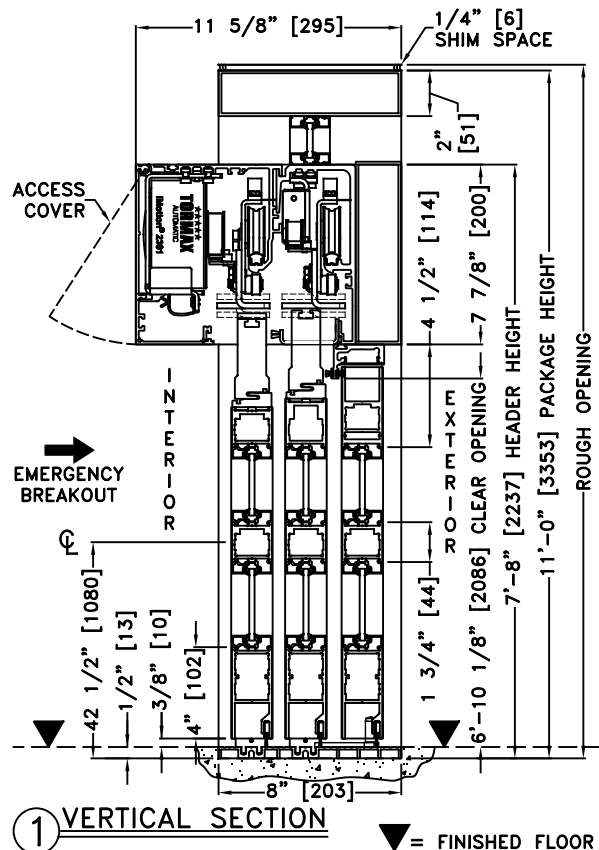 11 5/8" [295]
1/4" [6]
SHIM SPACE
2"
[51]
ACCESS
COVER
★★★★★
TORMAX
AUTOMATIC
iMotion® 2301
4 1/2" [114]
7 7/8" [200]
INTERIOR
EXTERIOR
EMERGENCY
BREAKOUT
℄
42 1/2" [1080]
1/2" [13]
3/8" [10]
4" [102]
1 3/4" [44]
6'-10 1/8" [2086] CLEAR OPENING
7'-8" [2237] HEADER HEIGHT
11'-0" [3353] PACKAGE HEIGHT
ROUGH OPENING
8" [203]
1 VERTICAL SECTION
▼= FINISHED FLOOR